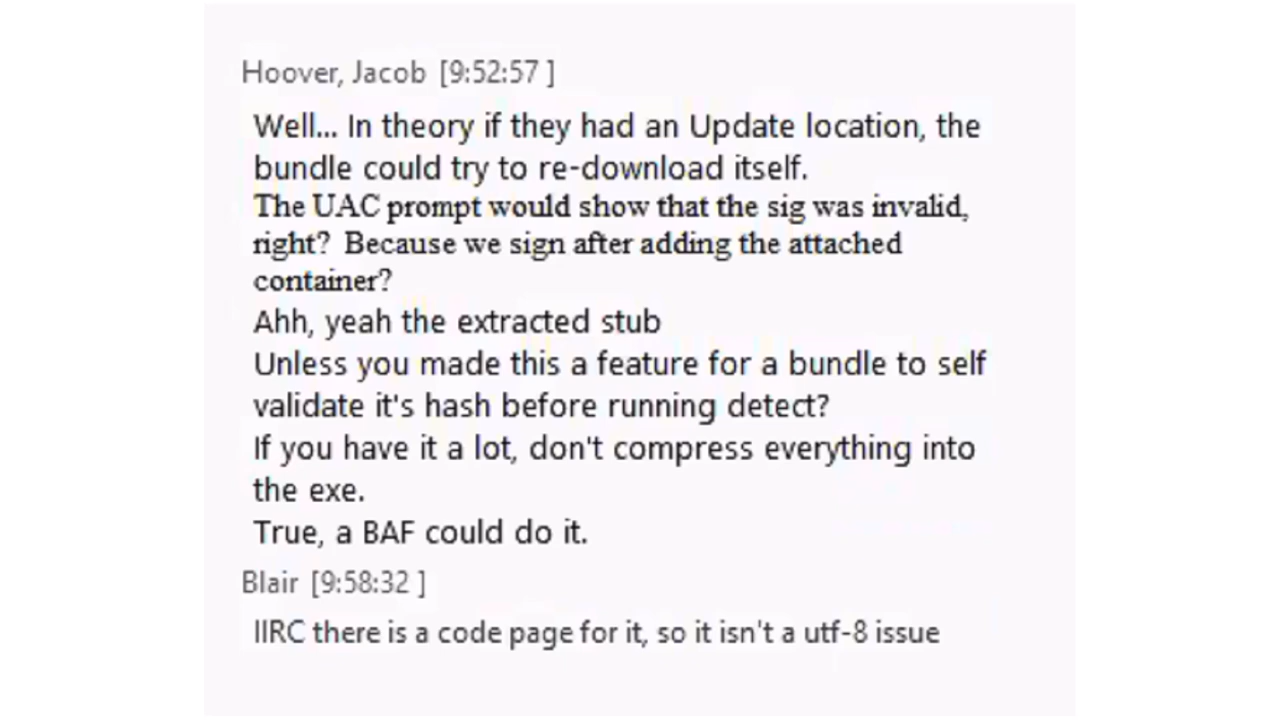 Hoover, Jacob [9:52:57 ]
Well... In theory if they had an Update location, the
bundle could try to re-download itself.
The UAC prompt would show that the sig was invalid,
right?  Because we sign after adding the attached
container?
Ahh, yeah the extracted stub
Unless you made this a feature for a bundle to self
validate it's hash before running detect?
If you have it a lot, don't compress everything into
the exe.
True, a BAF could do it.
Blair [9:58:32 ]
IIRC there is a code page for it, so it isn't a utf-8 issue